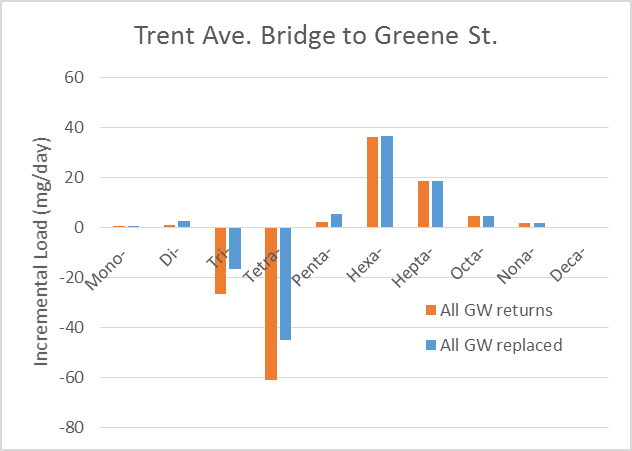 Trent Ave. Bridge to Greene St.
Incremental Load (mg/day)
60
40
20
0
-20
-40
-60
-80
Mono-
Di-
Tri-
Tetra-
Penta-
Hexa-
Hepta-
Octa-
Nona-
Deca-
All GW returns
All GW replaced